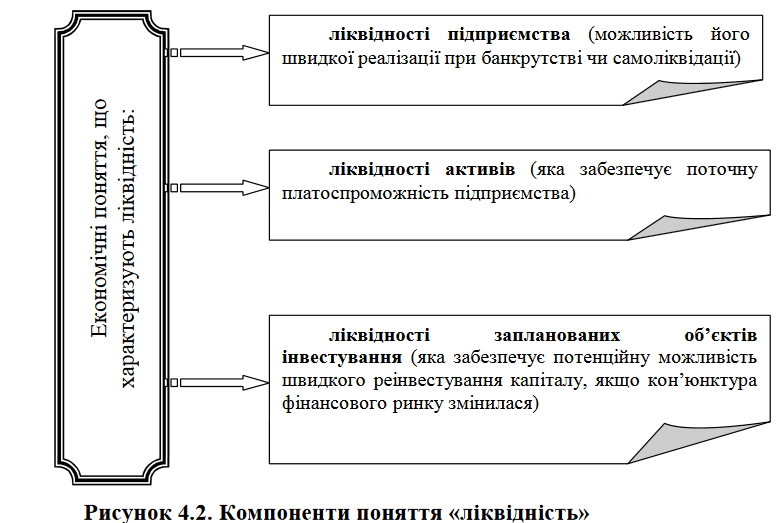 Економічні поняття, що
характеризують ліквідність:
ліквідності підприємства (можливість його
швидкої реалізації при банкрутстві чи самоліквідації)
ліквідності активів (яка забезпечує поточну
платоспроможність підприємства)
ліквідності запланованих об’єктів
інвестування (яка забезпечує потенційну можливість
швидкого реінвестування капіталу, якщо кон’юнктура
фінансового ринку змінилася)
Рисунок 4.2. Компоненти поняття «ліквідність»